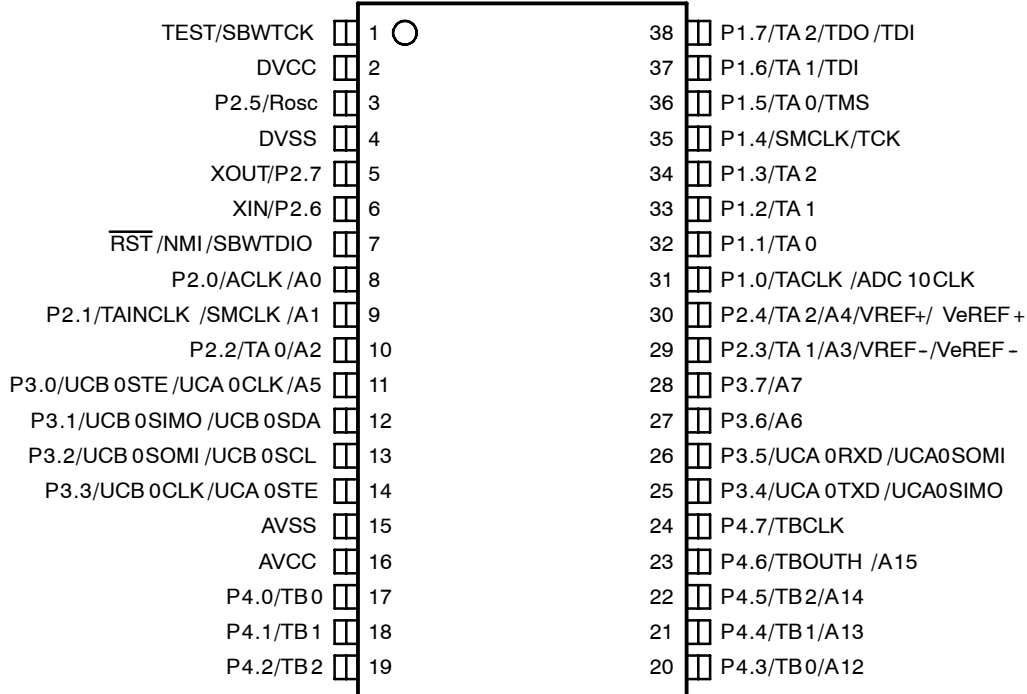 TEST/SBWTCK 1 38 P1.7/TA2/TDO/TDI
DVCC 2 37 P1.6/TA1/TDI
P2.5/Rosc 3 36 P1.5/TA0/TMS
DVSS 4 35 P1.4/SMCLK/TCK
XOUT/P2.7 5 34 P1.3/TA2
XIN/P2.6 6 33 P1.2/TA1
RST/NMI/SBWTDIO 7 32 P1.1/TA0
P2.0/ACLK/A0 8 31 P1.0/TACLK/ADC10CLK
P2.1/TAINCLK/SMCLK/A1 9 30 P2.4/TA2/A4/VREF+/VeREF+
P2.2/TA0/A2 10 29 P2.3/TA1/A3/VREF-/VeREF-
P3.0/UCB0STE/UCA0CLK/A5 11 28 P3.7/A7
P3.1/UCB0SIMO/UCB0SDA 12 27 P3.6/A6
P3.2/UCB0SOMI/UCB0SCL 13 26 P3.5/UCA0RXD/UCA0SOMI
P3.3/UCB0CLK/UCA0STE 14 25 P3.4/UCA0TXD/UCA0SIMO
AVSS 15 24 P4.7/TBCLK
AVCC 16 23 P4.6/TBOUTH/A15
P4.0/TB0 17 22 P4.5/TB2/A14
P4.1/TB1 18 21 P4.4/TB1/A13
P4.2/TB2 19 20 P4.3/TB0/A12